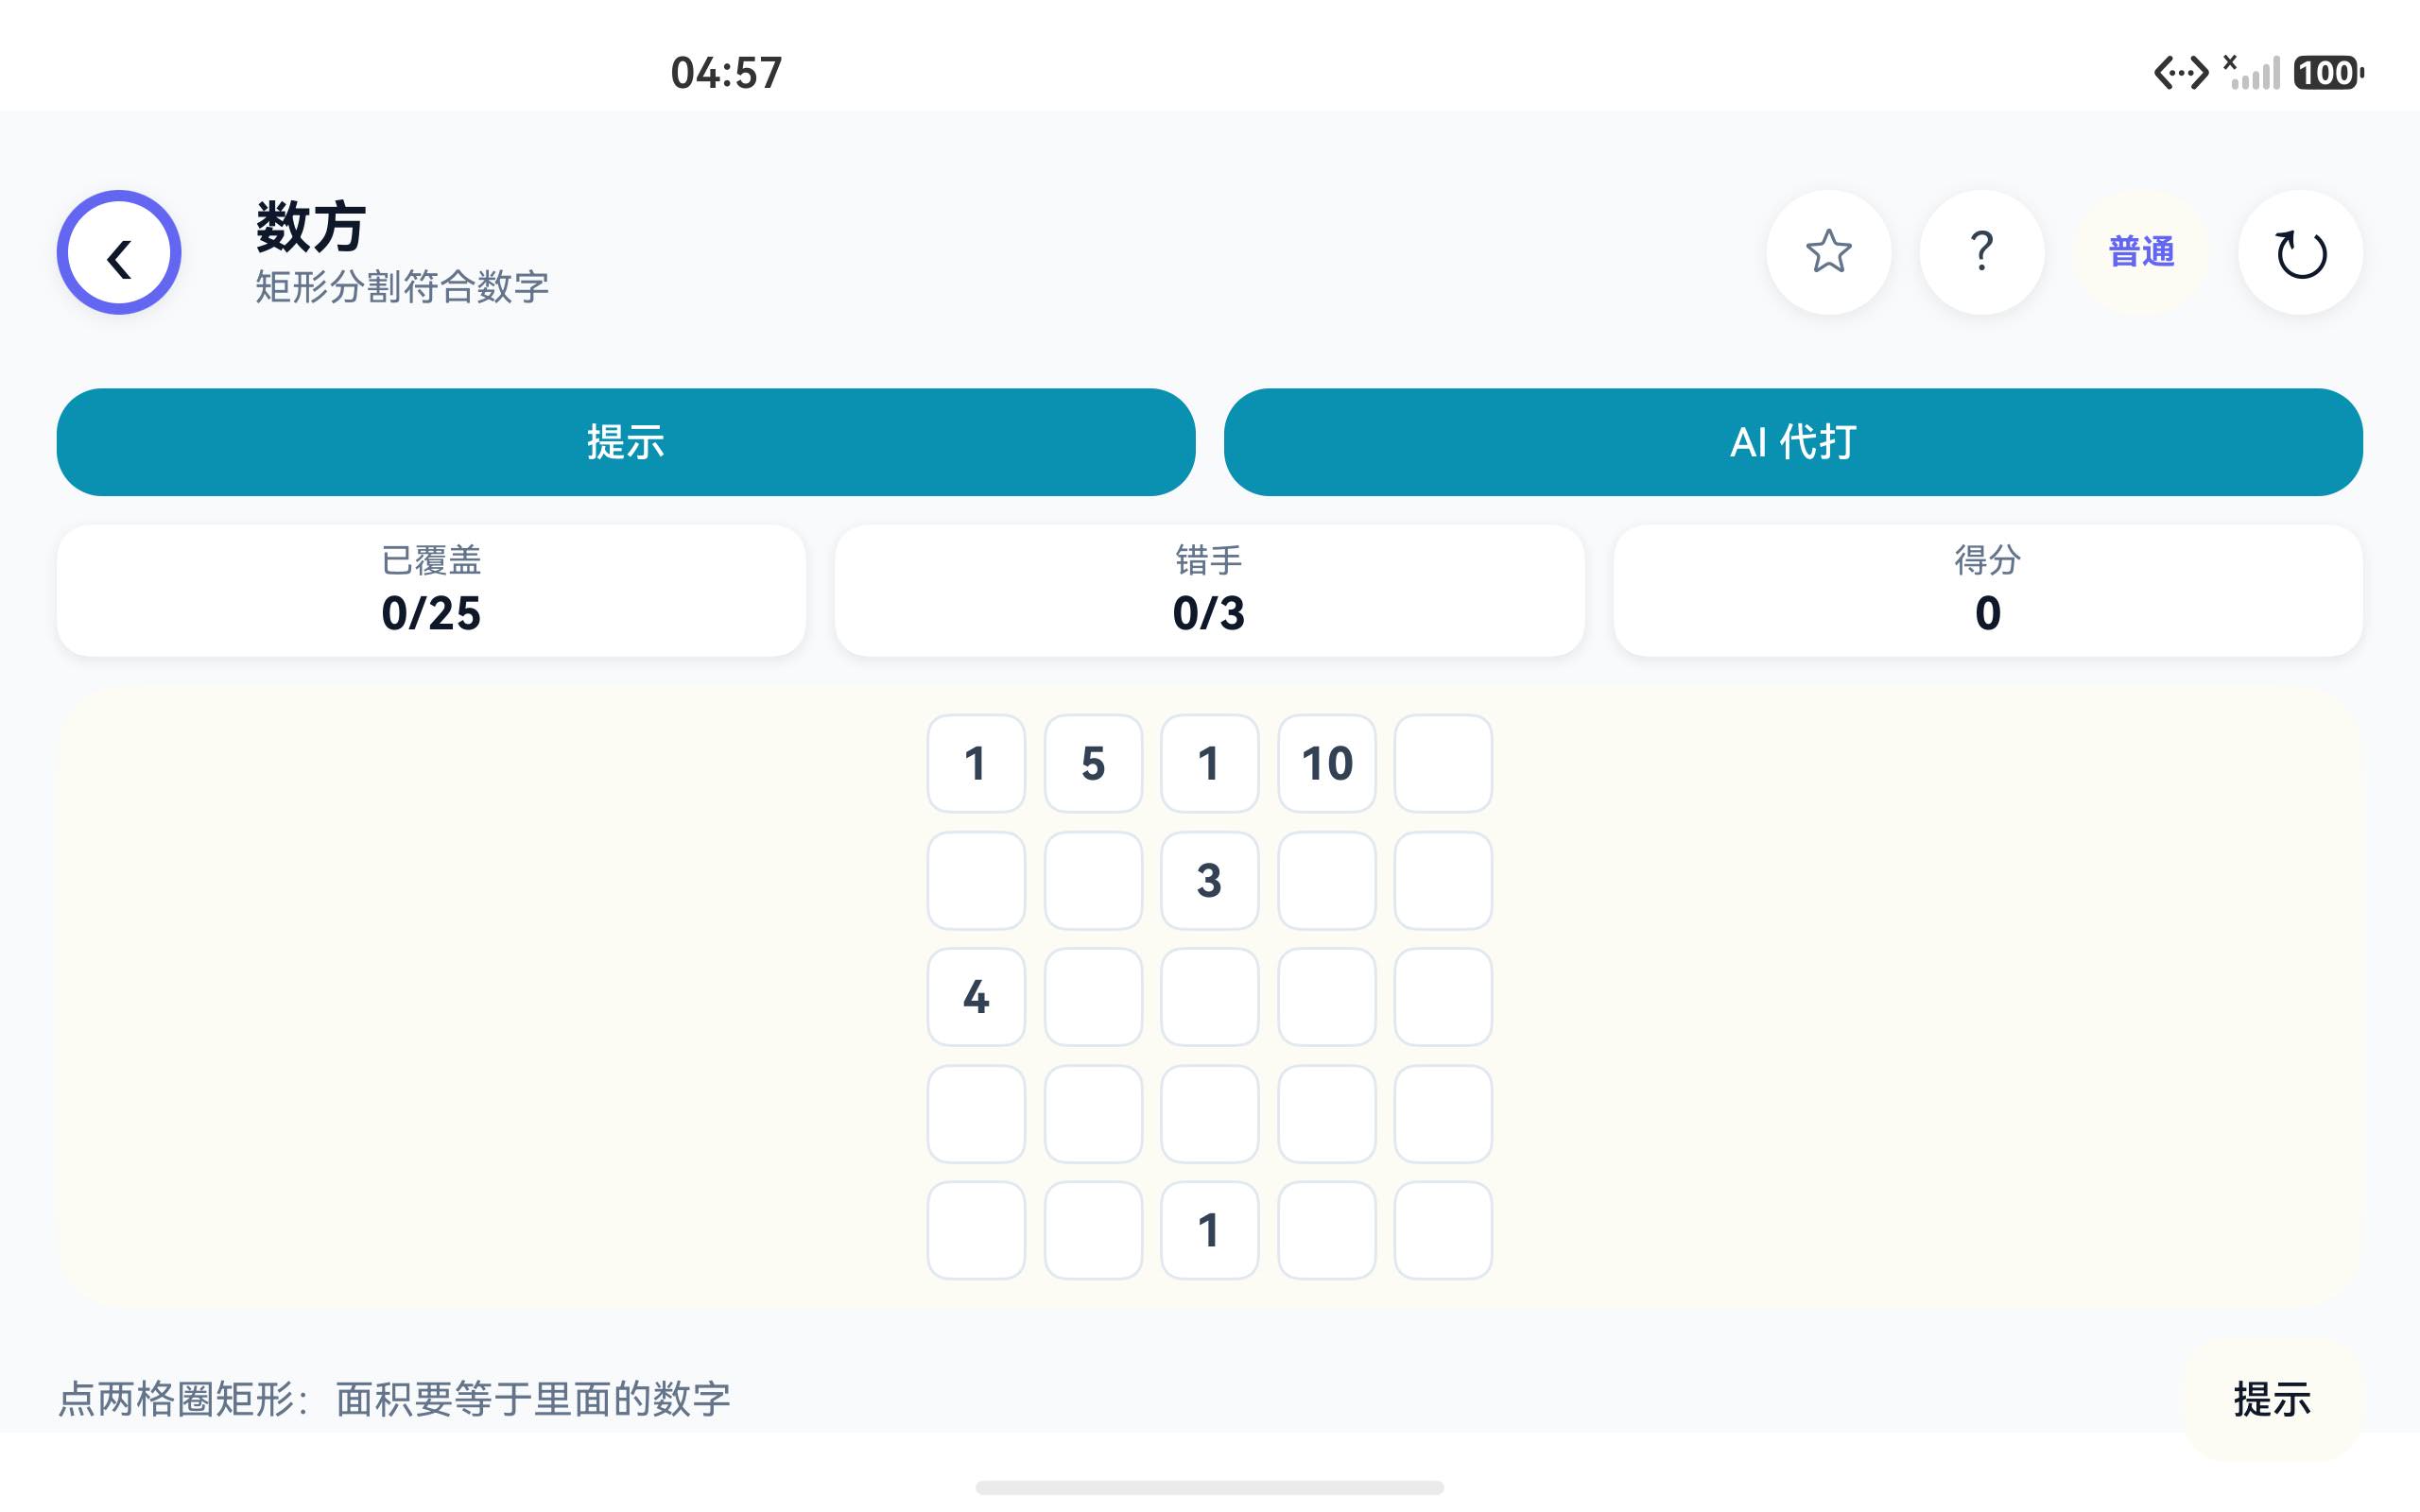 04:57
100
数方
矩形分割符合数字
?
普通
提示
AI 代打
已覆盖
0/25
错手
0/3
得分
0
1 5 1 10
3
4
1
点两格圈矩形：面积要等于里面的数字
提示